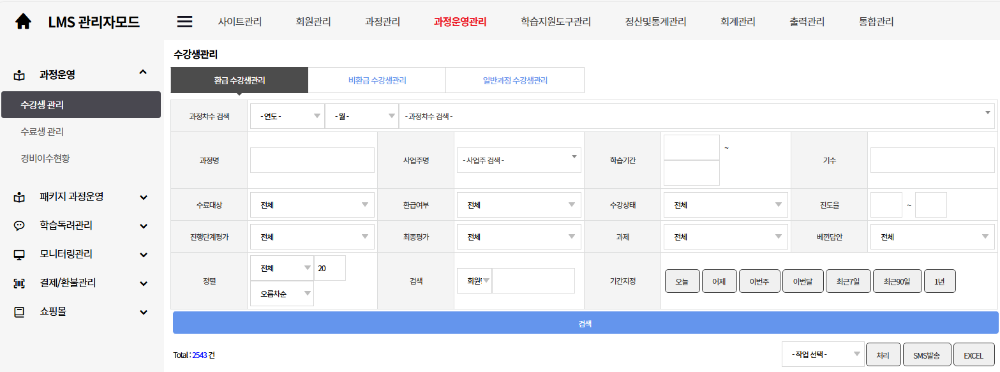 LMS 관리자모드
사이트관리 회원관리 과정관리 과정운영관리 학습지원도구관리 정산및통계관리 회계관리 출력관리 통합관리
과정운영
수강생 관리
수료생 관리
경비이수현황
패키지 과정운영
학습독려관리
모니터링관리
결제/환불관리
쇼핑몰
수강생관리
환급 수강생관리 비환급 수강생관리 일반과정 수강생관리
과정차수 검색 - 연도 - - 월 - - 과정차수 검색 -
과정명 사업주명 - 사업주 검색 - 학습기간 ~ 기수
수료대상 전체 환급여부 전체 수강상태 전체 진도율 ~
진행단계평가 전체 최종평가 전체 과제 전체 베낀답안 전체
정렬 전체 20 오름차순 검색 회원 기간지정 오늘 어제 이번주 이번달 최근7일 최근90일 1년
검색
Total : 2543 건 - 작업 선택 - 처리 SMS발송 EXCEL